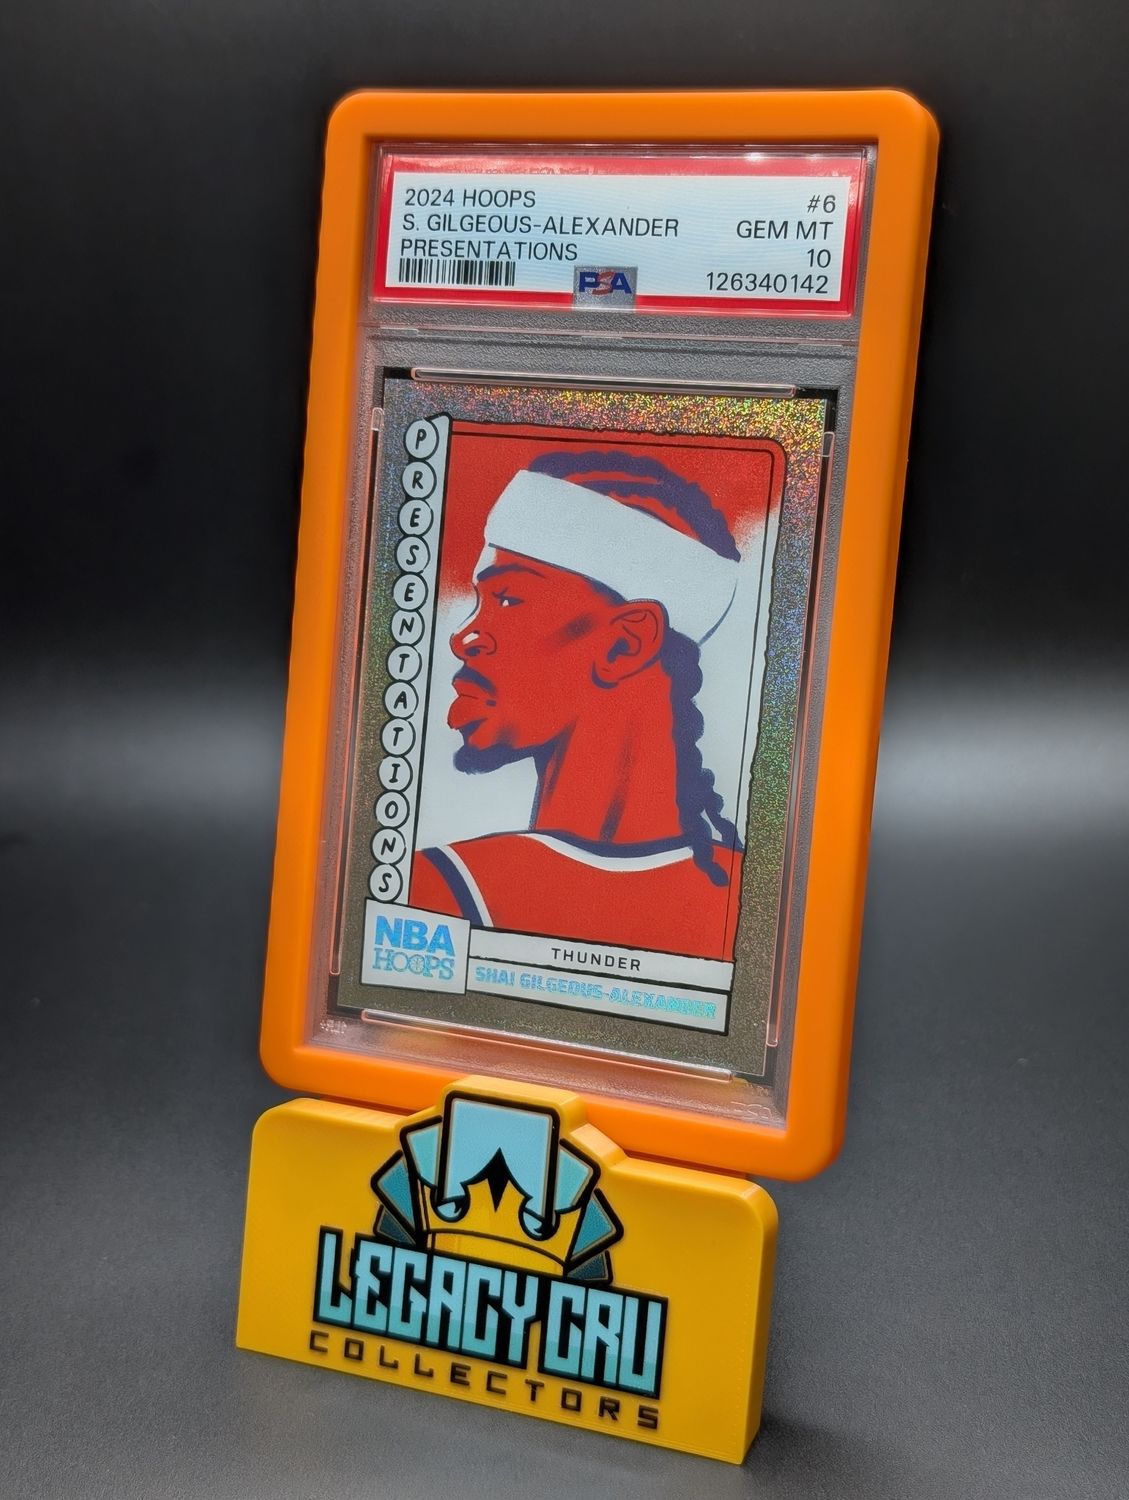 2024 HOOPS
#6
S. GILGEOUS-ALEXANDER
GEM MT
PRESENTATIONS
10
PSA
126340142
PRESENTATIONS
NBA
HOOPS
THUNDER
SHAI GILGEOUS-ALEXANDER
LEGACY CRU
COLLECTORS